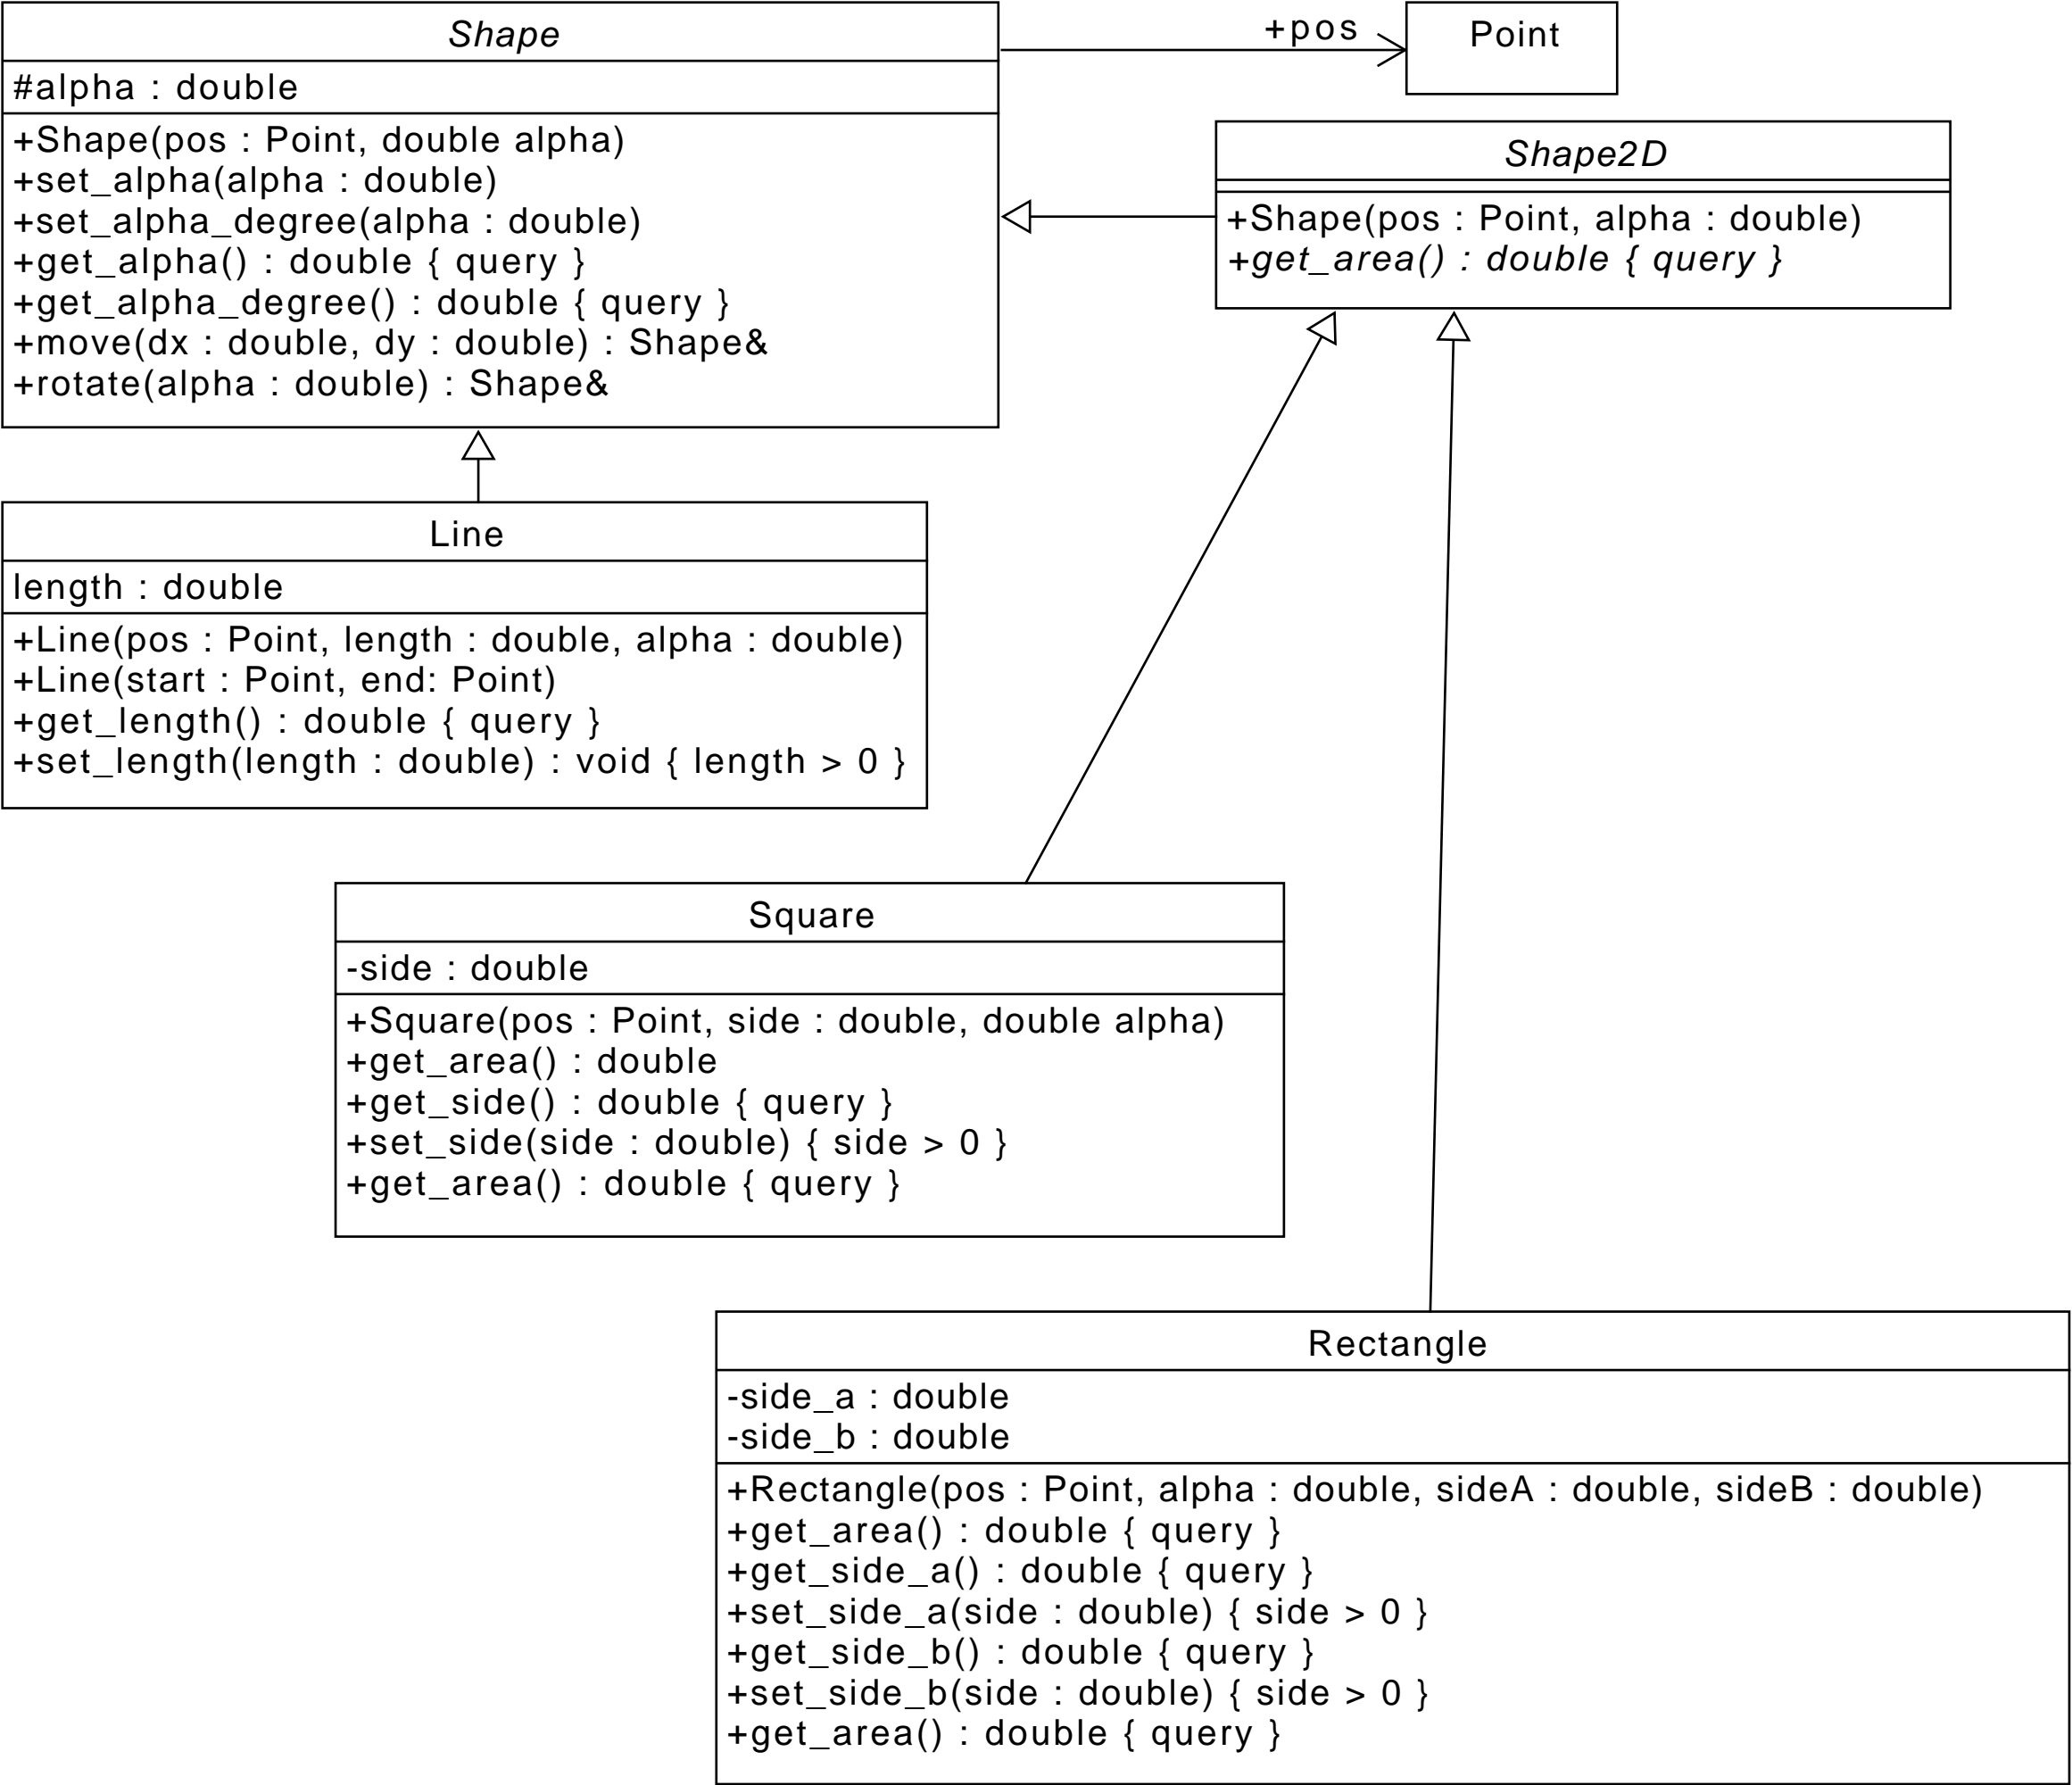 Shape
#alpha : double
+Shape(pos : Point, double alpha)
+set_alpha(alpha : double)
+set_alpha_degree(alpha : double)
+get_alpha() : double { query }
+get_alpha_degree() : double { query }
+move(dx : double, dy : double) : Shape&
+rotate(alpha : double) : Shape&
+pos
Point
Shape2D
+Shape(pos : Point, alpha : double)
+get_area() : double { query }
Line
length : double
+Line(pos : Point, length : double, alpha : double)
+Line(start : Point, end: Point)
+get_length() : double { query }
+set_length(length : double) : void { length > 0 }
Square
-side : double
+Square(pos : Point, side : double, double alpha)
+get_area() : double
+get_side() : double { query }
+set_side(side : double) { side > 0 }
+get_area() : double { query }
Rectangle
-side_a : double
-side_b : double
+Rectangle(pos : Point, alpha : double, sideA : double, sideB : double)
+get_area() : double { query }
+get_side_a() : double { query }
+set_side_a(side : double) { side > 0 }
+get_side_b() : double { query }
+set_side_b(side : double) { side > 0 }
+get_area() : double { query }